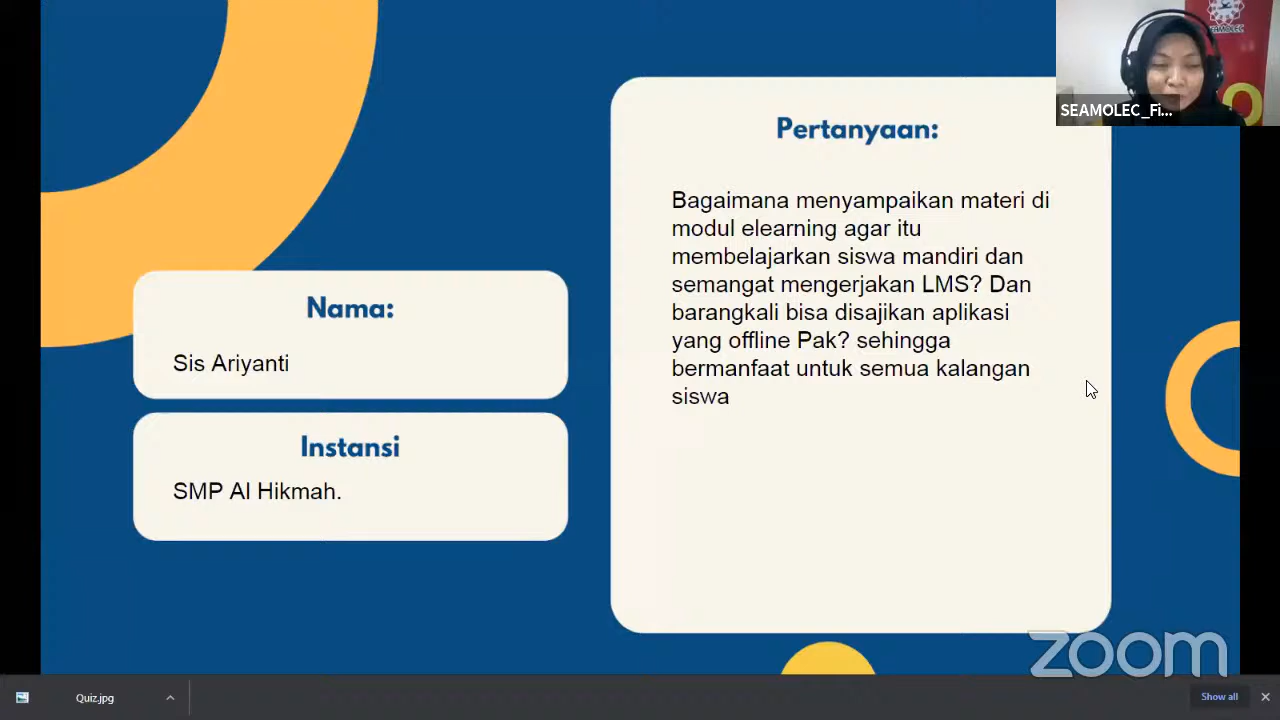 Nama:
Sis Ariyanti
Instansi
SMP Al Hikmah.
Pertanyaan:
Bagaimana menyampaikan materi di
modul elearning agar itu
membelajarkan siswa mandiri dan
semangat mengerjakan LMS? Dan
barangkali bisa disajikan aplikasi
yang offline Pak? sehingga
bermanfaat untuk semua kalangan
siswa
SEAMOLEC
SEAMOLEC_Fi...
zoom
Quiz.jpg
Show all